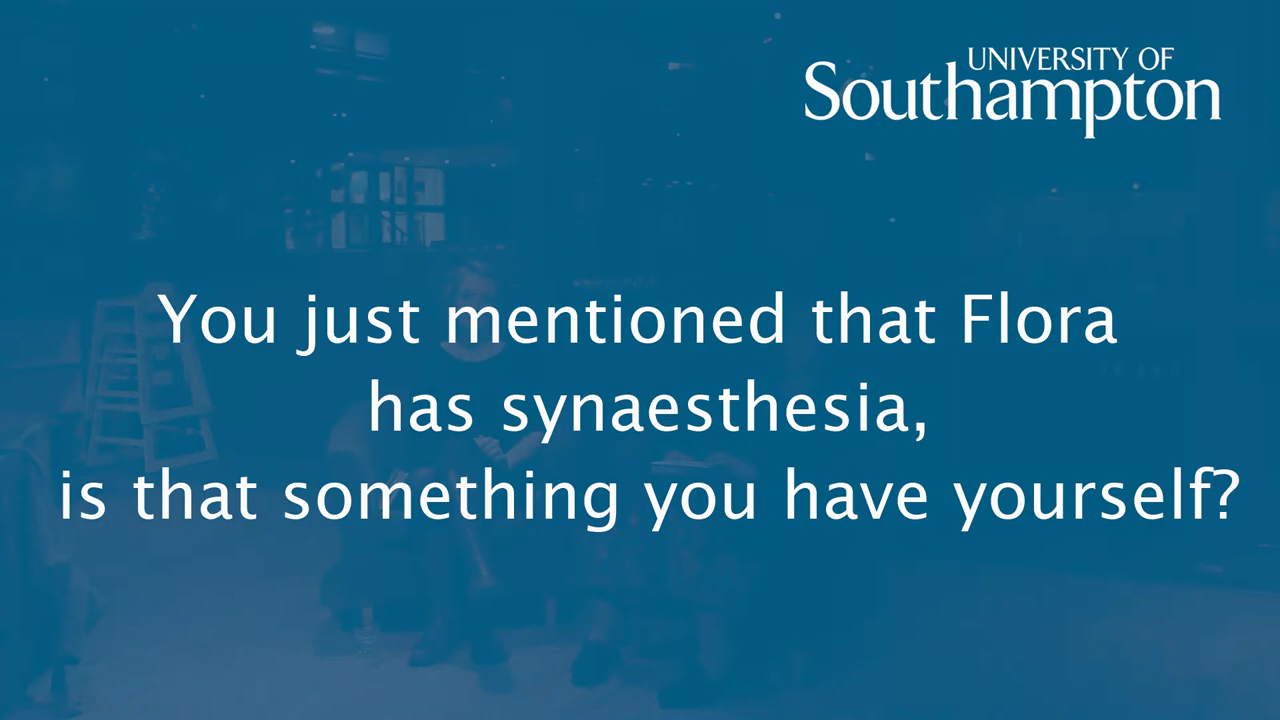 UNIVERSITY OF
Southampton
You just mentioned that Flora
has synaesthesia,
is that something you have yourself?